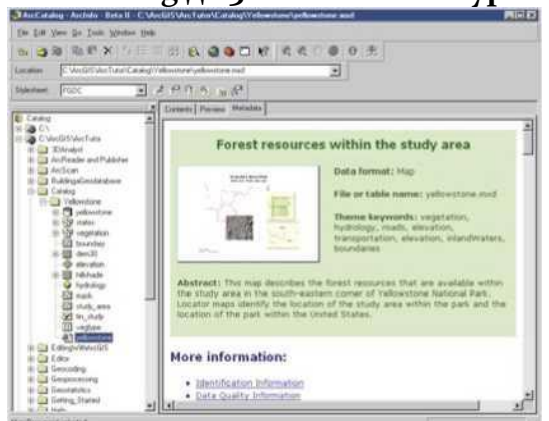 ArcCatalog - ArcInfo - Beta II - C:\ArcGIS\ArcTutor\Catalog\Yellowstone\yellowstone.mxd
File Edit View Go Tools Window Help
Location: C:\ArcGIS\ArcTutor\Catalog\Yellowstone\yellowstone.mxd
Stylesheet: FGDC
Contents Preview Metadata
Catalog
C:\
C:\ArcGIS\ArcTutor
3DAnalyst
ArcReader and Publisher
ArcScan
BuildingaGeodatabase
Catalog
Yellowstone
yellowstone
states
vegetation
boundary
dem30
elevation
hillshade
hydrology
mask
study_area
tin_study
vegtype
yellowstone
EditingWithArcGIS
Editor
Geocoding
Geoprocessing
Geostatistics
Getting_Started
Forest resources within the study area
Data format: Map
File or table name: yellowstone.mxd
Theme keywords: vegetation,
hydrology, roads, elevation,
transportation, elevation, inlandWaters,
boundaries
Abstract: This map describes the
forest resources that are available within
the study area in the south-eastern
corner of Yellowstone National Park.
Locator maps identify the location
of the study area within the park and the
location of the park within the
United States.
More information:
Identification Information
Data Quality Information